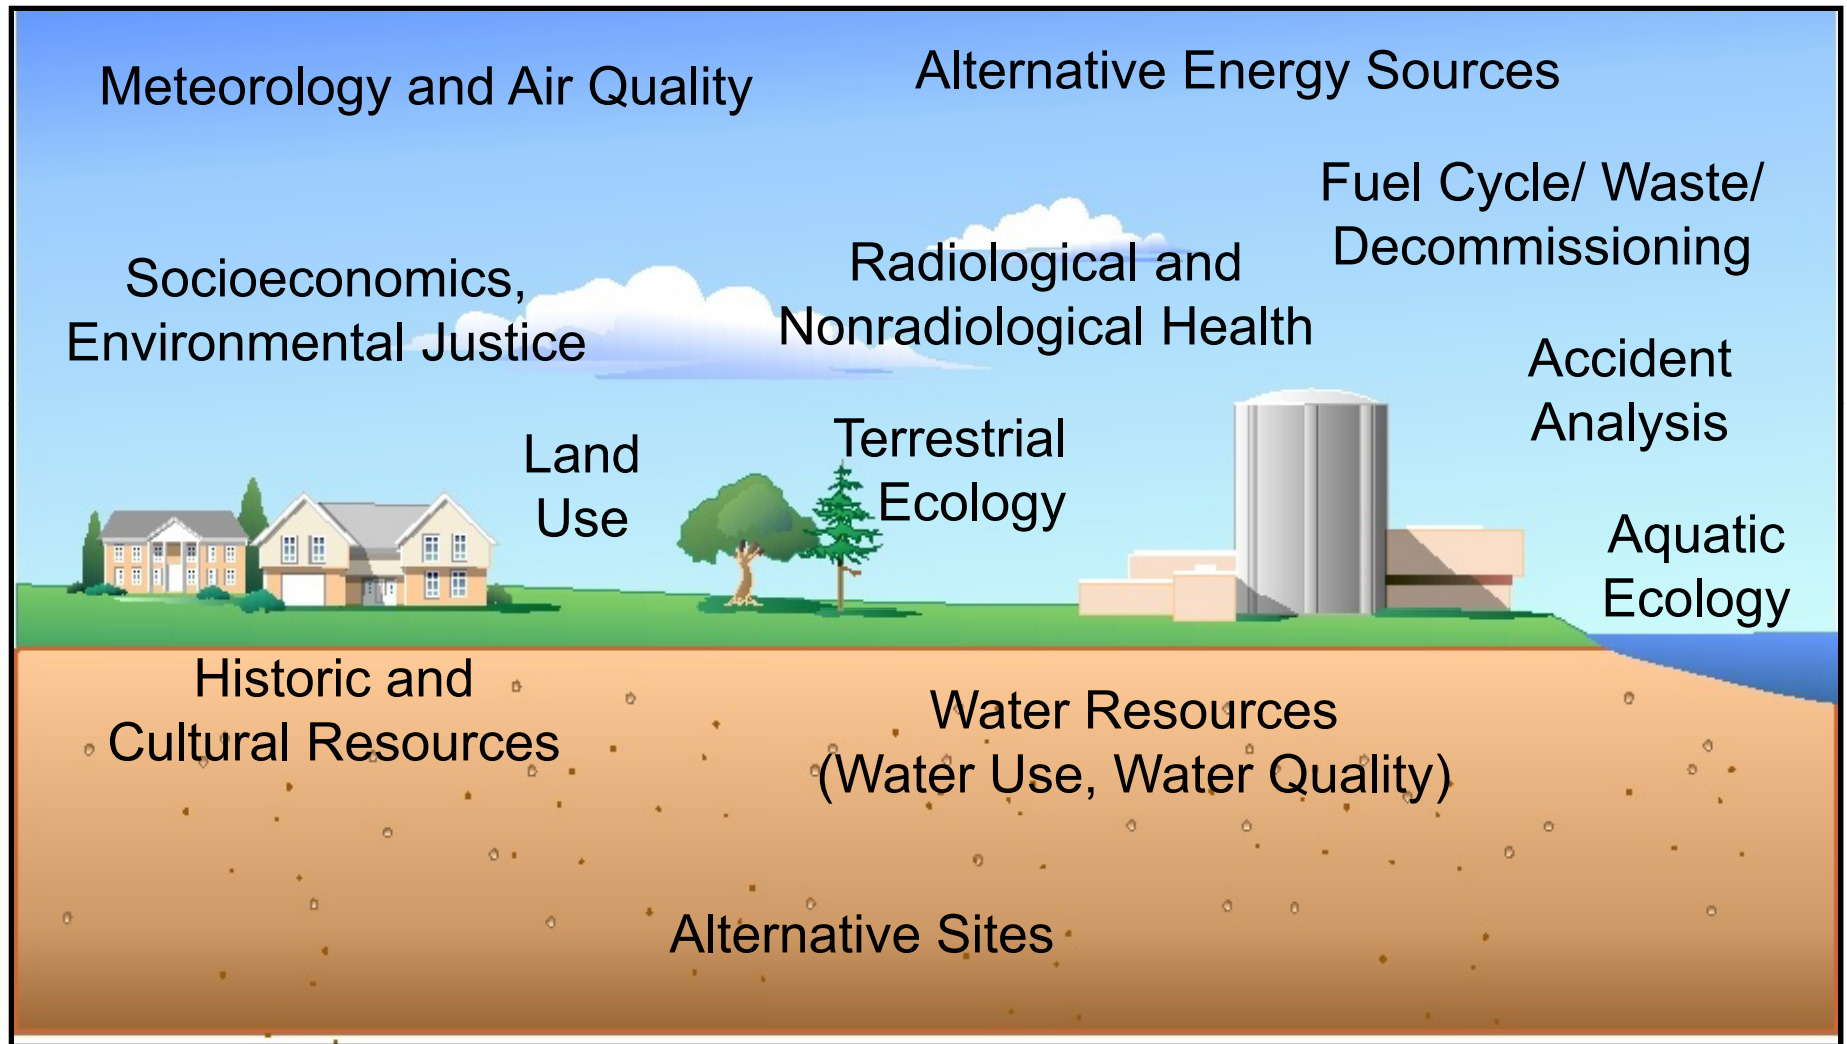 Meteorology and Air Quality
Alternative Energy Sources
Fuel Cycle/ Waste/
Decommissioning
Socioeconomics,
Environmental Justice
Radiological and
Nonradiological Health
Accident
Analysis
Land
Use
Terrestrial
Ecology
Aquatic
Ecology
Historic and
Cultural Resources
Water Resources
(Water Use, Water Quality)
Alternative Sites